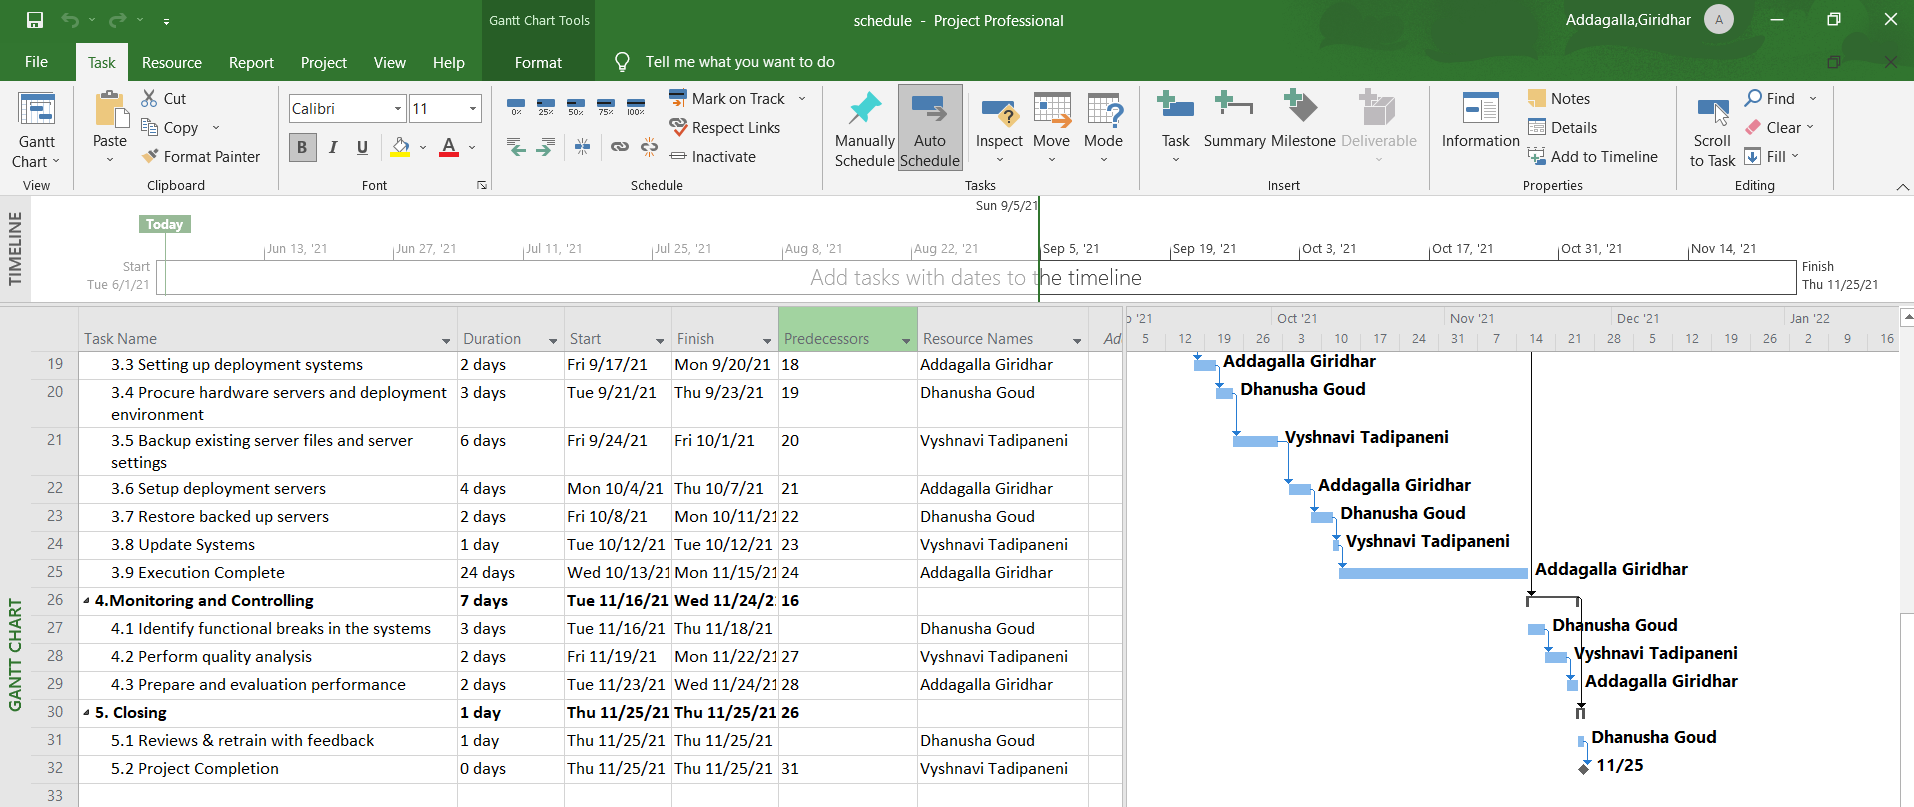 Gantt Chart Tools
schedule - Project Professional
Addagalla,Giridhar A
File Task Resource Report Project View Help Format Tell me what you want to do
Gantt
Chart
View
Paste
Cut
Copy
Format Painter
Clipboard
Calibri 11
B I U A
Font
0% 25% 50% 75% 100%
Mark on Track
Respect Links
Inactivate
Schedule
Manually
Schedule
Auto
Schedule
Inspect
Move
Mode
Tasks
Task
Summary
Milestone
Deliverable
Insert
Information
Notes
Details
Add to Timeline
Properties
Scroll
to Task
Find
Clear
Fill
Editing
TIMELINE
Sun 9/5/21
Today
Jun 13, '21 Jun 27, '21 Jul 11, '21 Jul 25, '21 Aug 8, '21 Aug 22, '21 Sep 5, '21 Sep 19, '21 Oct 3, '21 Oct 17, '21 Oct 31, '21 Nov 14, '21
Start
Tue 6/1/21
Add tasks with dates to the timeline
Finish
Thu 11/25/21
GANTT CHART
Task Name Duration Start Finish Predecessors Resource Names Ad
19 3.3 Setting up deployment systems 2 days Fri 9/17/21 Mon 9/20/21 18 Addagalla Giridhar
20 3.4 Procure hardware servers and deployment 3 days Tue 9/21/21 Thu 9/23/21 19 Dhanusha Goud
environment
21 3.5 Backup existing server files and server 6 days Fri 9/24/21 Fri 10/1/21 20 Vyshnavi Tadipaneni
settings
22 3.6 Setup deployment servers 4 days Mon 10/4/21 Thu 10/7/21 21 Addagalla Giridhar
23 3.7 Restore backed up servers 2 days Fri 10/8/21 Mon 10/11/21 22 Dhanusha Goud
24 3.8 Update Systems 1 day Tue 10/12/21 Tue 10/12/21 23 Vyshnavi Tadipaneni
25 3.9 Execution Complete 24 days Wed 10/13/21 Mon 11/15/21 24 Addagalla Giridhar
26 4.Monitoring and Controlling 7 days Tue 11/16/21 Wed 11/24/2 16
27 4.1 Identify functional breaks in the systems 3 days Tue 11/16/21 Thu 11/18/21 Dhanusha Goud
28 4.2 Perform quality analysis 2 days Fri 11/19/21 Mon 11/22/21 27 Vyshnavi Tadipaneni
29 4.3 Prepare and evaluation performance 2 days Tue 11/23/21 Wed 11/24/21 28 Addagalla Giridhar
30 5. Closing 1 day Thu 11/25/21 Thu 11/25/21 26
31 5.1 Reviews & retrain with feedback 1 day Thu 11/25/21 Thu 11/25/21 Dhanusha Goud
32 5.2 Project Completion 0 days Thu 11/25/21 Thu 11/25/21 31 Vyshnavi Tadipaneni
33
'21 Oct '21 Nov '21 Dec '21 Jan '22
5 12 19 26 3 10 17 24 31 7 14 21 28 5 12 19 26 2 9 16
Addagalla Giridhar
Dhanusha Goud
Vyshnavi Tadipaneni
Addagalla Giridhar
Dhanusha Goud
Vyshnavi Tadipaneni
Addagalla Giridhar
Dhanusha Goud
Vyshnavi Tadipaneni
Addagalla Giridhar
Dhanusha Goud
11/25